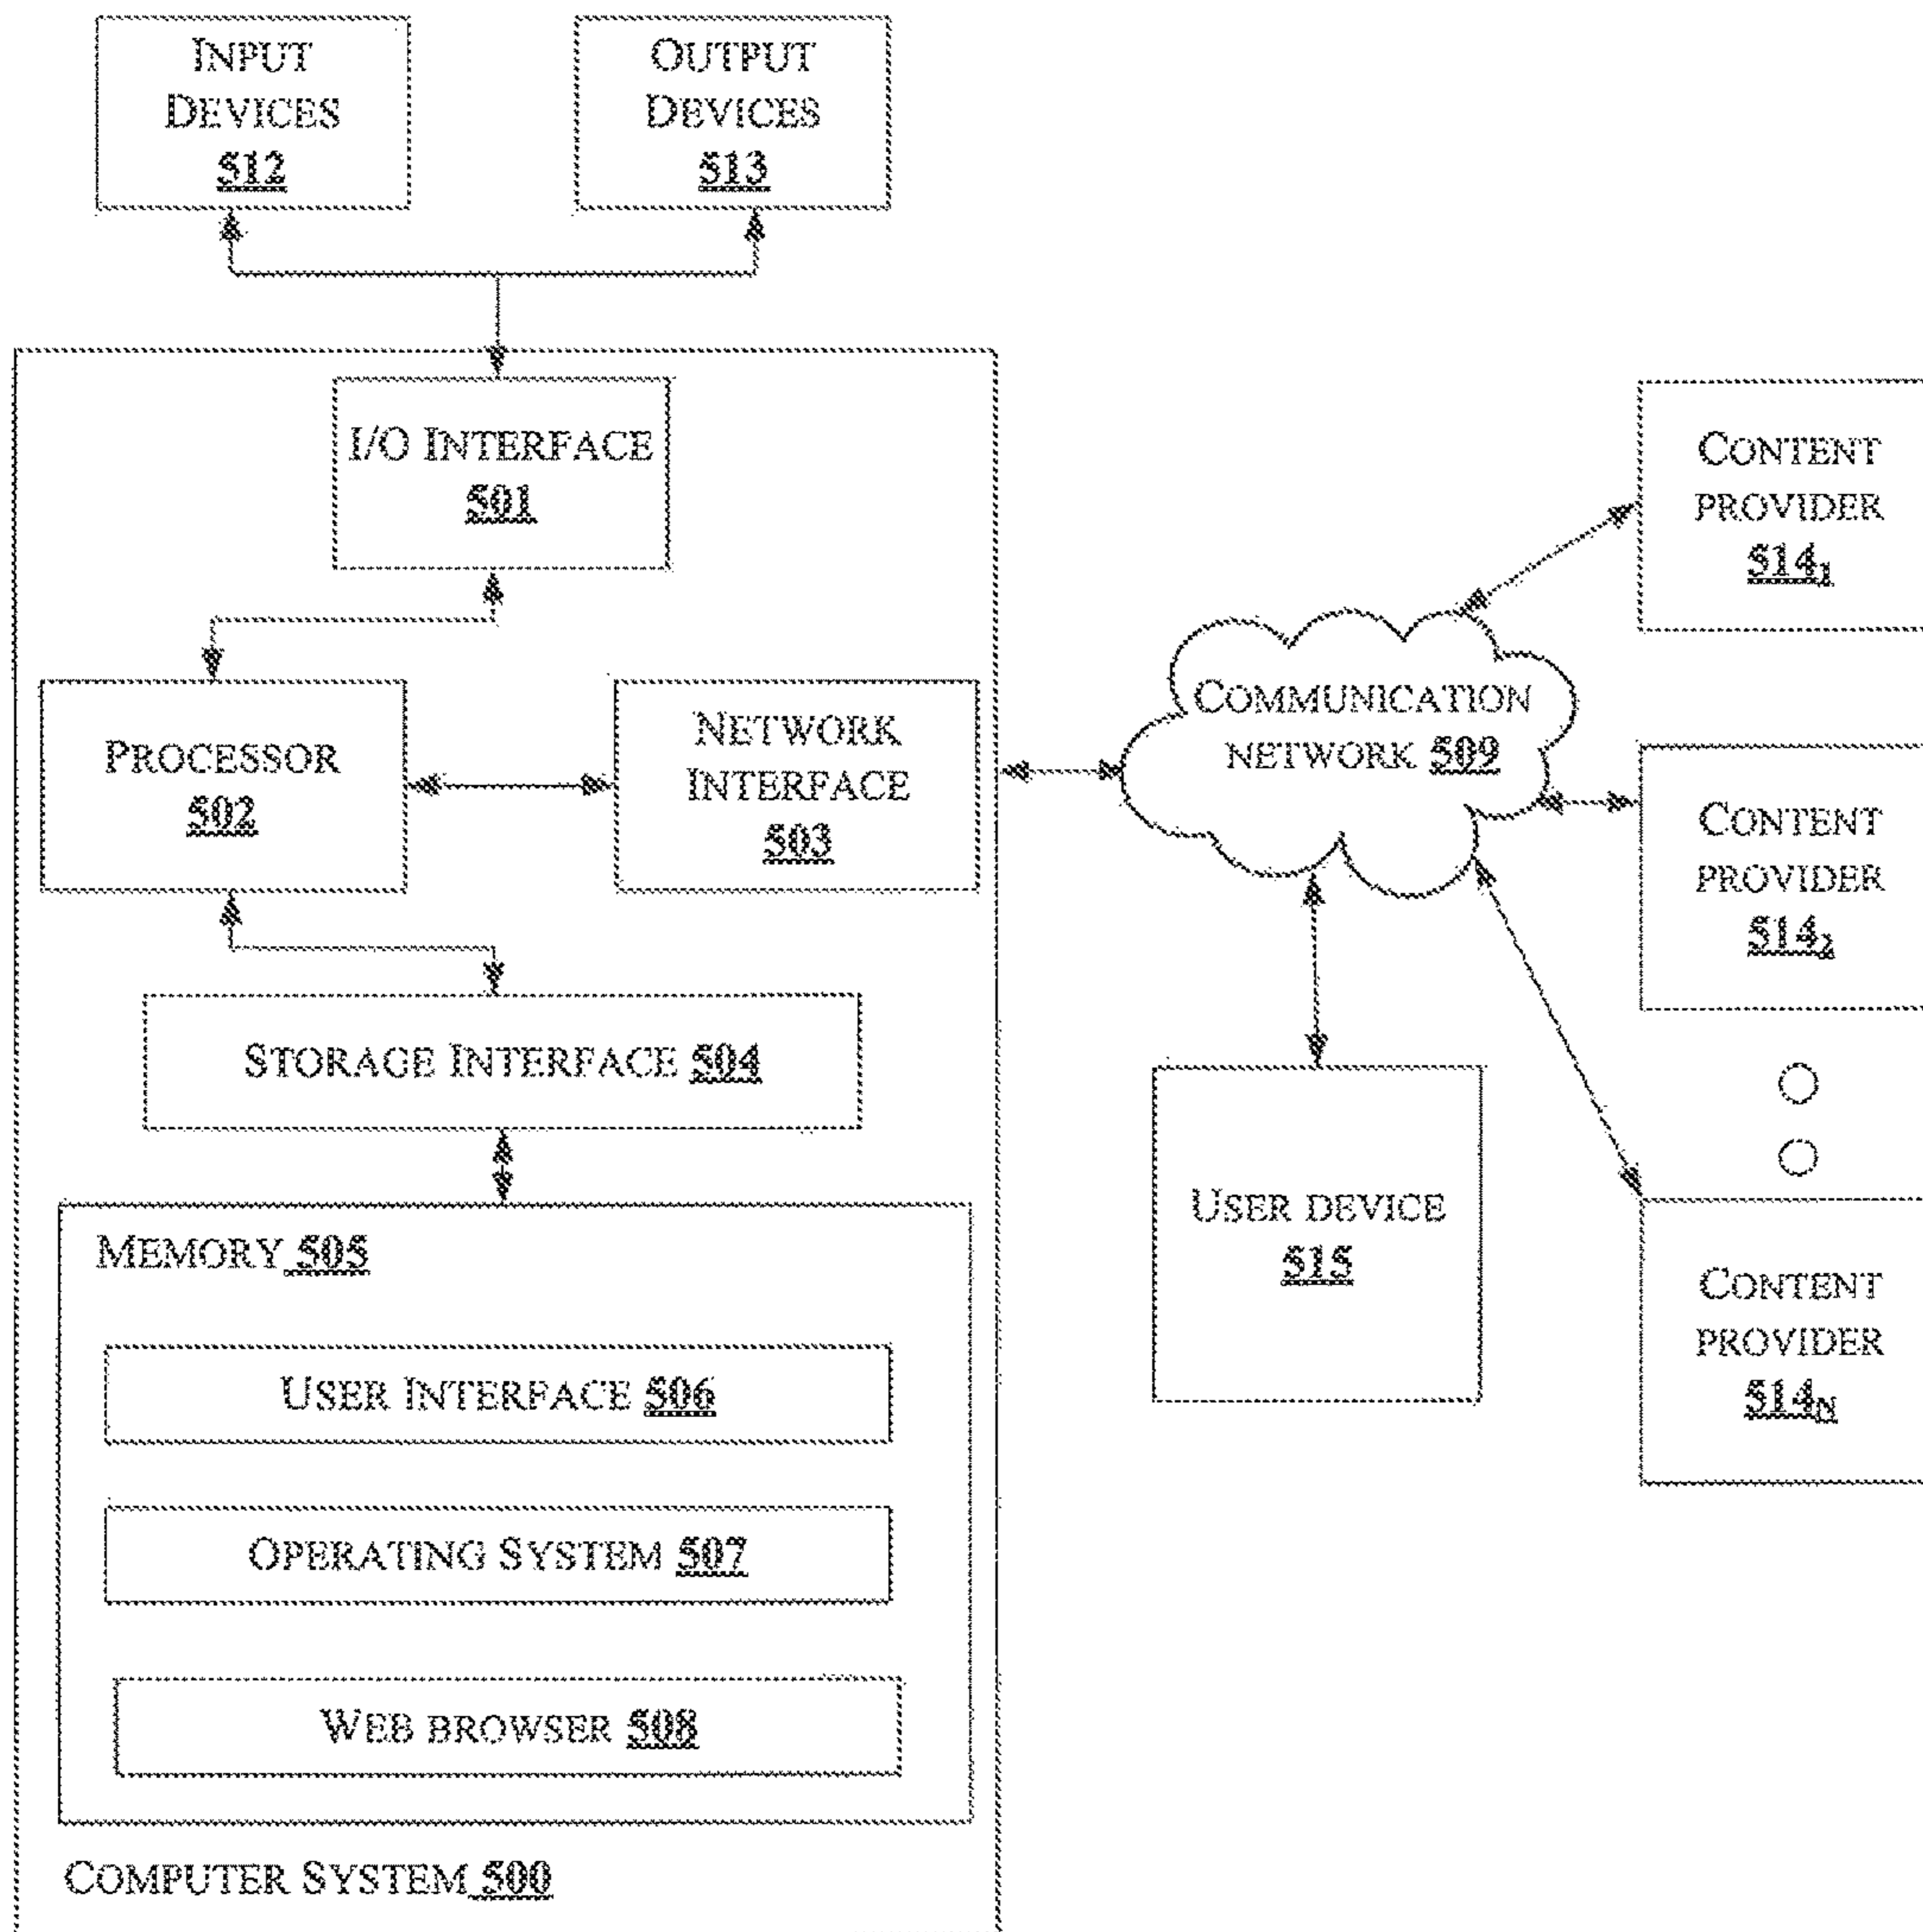 INPUT
DEVICES
512
OUTPUT
DEVICES
513
I/O INTERFACE
501
PROCESSOR
502
NETWORK
INTERFACE
503
STORAGE INTERFACE 504
MEMORY 505
USER INTERFACE 506
OPERATING SYSTEM 507
WEB BROWSER 508
COMPUTER SYSTEM 500
COMMUNICATION
NETWORK 509
USER DEVICE
515
CONTENT
PROVIDER
514₁
CONTENT
PROVIDER
514₂
CONTENT
PROVIDER
514N